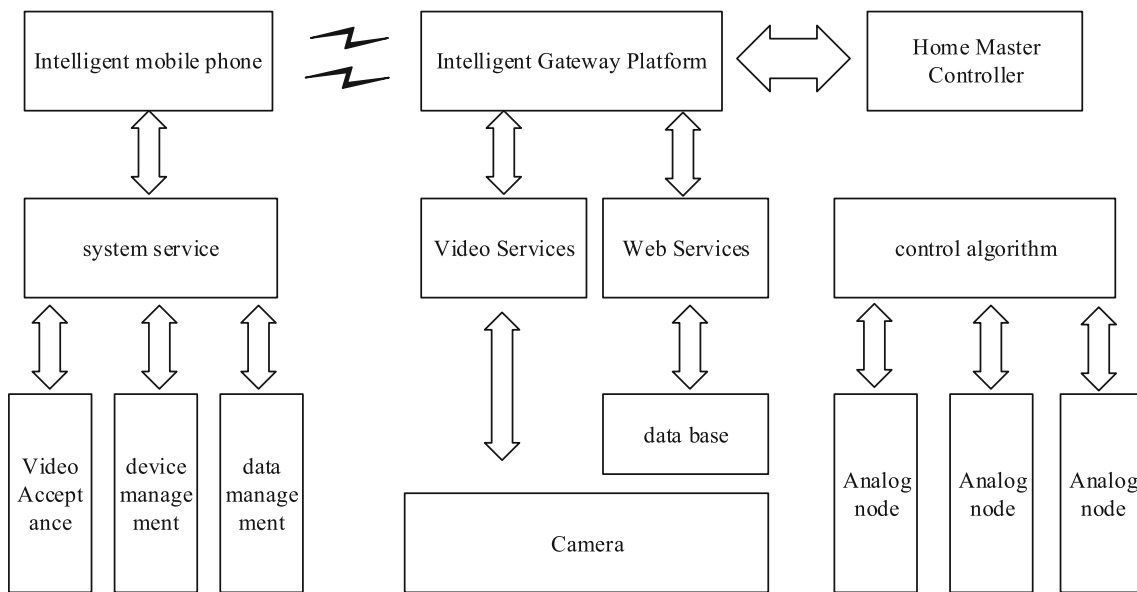 Intelligent mobile phone
Intelligent Gateway Platform
Home Master
Controller
system service
Video Services
Web Services
control algorithm
Video
Accept
ance
device
manage
ment
data
manage
ment
data base
Camera
Analog
node
Analog
node
Analog
node